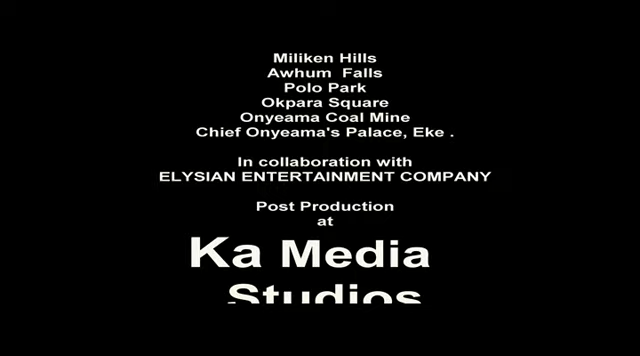 Miliken Hills
Awhum Falls
Polo Park
Okpara Square
Onyeama Coal Mine
Chief Onyeama's Palace, Eke .
In collaboration with
ELYSIAN ENTERTAINMENT COMPANY
Post Production
at
Ka Media
Studios